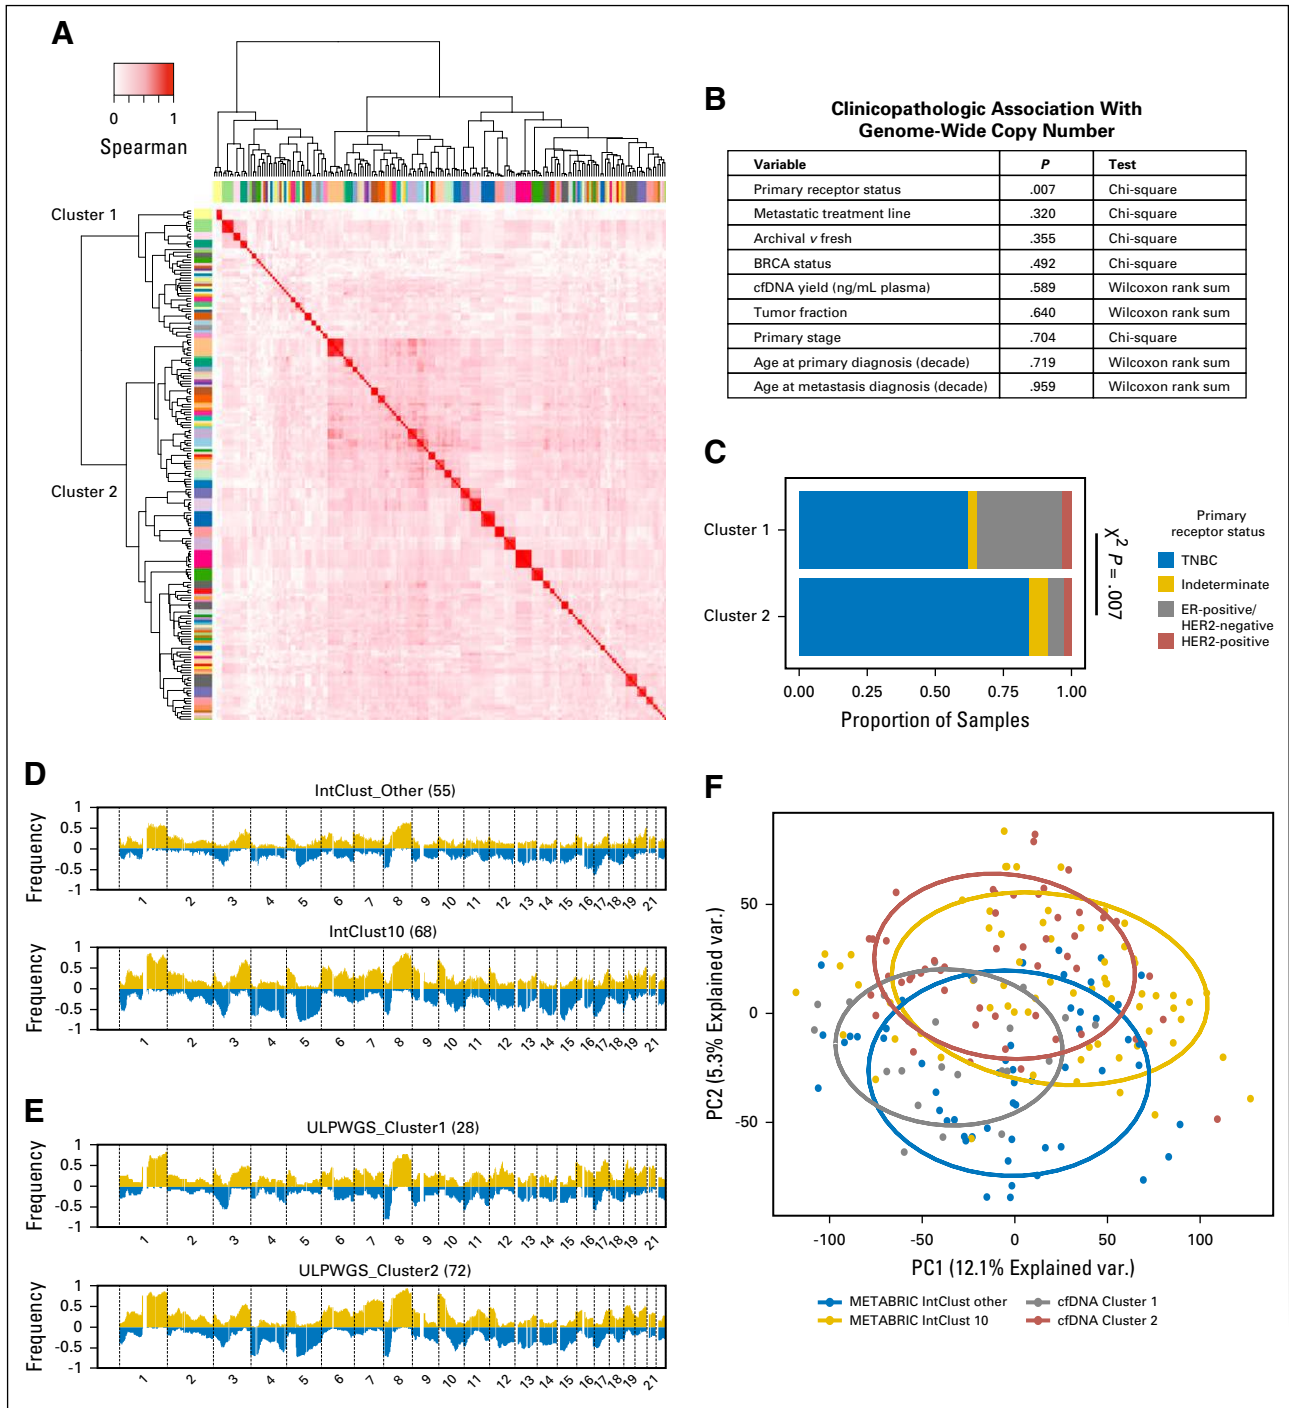 A
0 1
Spearman
Cluster 1
Cluster 2
B
Clinicopathologic Association With
Genome-Wide Copy Number
Variable P Test
Primary receptor status .007 Chi-square
Metastatic treatment line .320 Chi-square
Archival v fresh .355 Chi-square
BRCA status .492 Chi-square
cfDNA yield (ng/mL plasma) .589 Wilcoxon rank sum
Tumor fraction .640 Wilcoxon rank sum
Primary stage .704 Chi-square
Age at primary diagnosis (decade) .719 Wilcoxon rank sum
Age at metastasis diagnosis (decade) .959 Wilcoxon rank sum
C
Cluster 1
Cluster 2
0.00 0.25 0.50 0.75 1.00
Proportion of Samples
χ² P = .007
Primary
receptor status
TNBC
Indeterminate
ER-positive/
HER2-negative
HER2-positive
D
IntClust_Other (55)
Frequency
1
0.5
0
-0.5
-1
1 2 3 4 5 6 7 8 9 10 11 12 13 14 15 16 17 18 19 21
IntClust10 (68)
Frequency
1
0.5
0
-0.5
-1
1 2 3 4 5 6 7 8 9 10 11 12 13 14 15 16 17 18 19 21
E
ULPWGS_Cluster1 (28)
Frequency
1
0.5
0
-0.5
-1
1 2 3 4 5 6 7 8 9 10 11 12 13 14 15 16 17 18 19 21
ULPWGS_Cluster2 (72)
Frequency
1
0.5
0
-0.5
-1
1 2 3 4 5 6 7 8 9 10 11 12 13 14 15 16 17 18 19 21
F
PC2 (5.3% Explained var.)
50
0
-50
-100 -50 0 50 100
PC1 (12.1% Explained var.)
METABRIC IntClust other
METABRIC IntClust 10
cfDNA Cluster 1
cfDNA Cluster 2